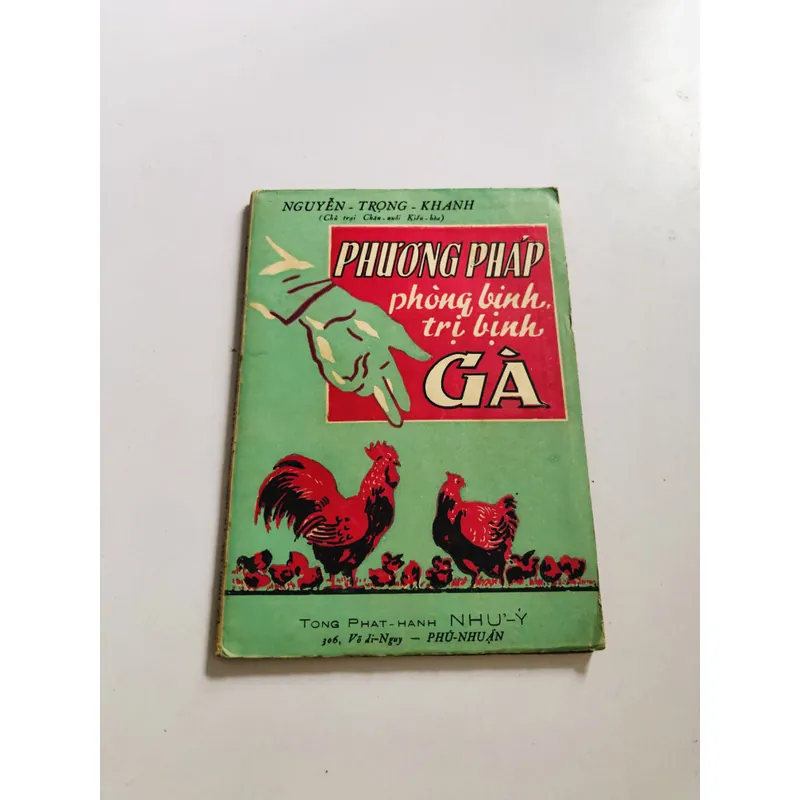 NGUYỄN - TRỌNG - KHANH
(Chủ trại Chăn-nuôi Kiều-hòa)
PHƯƠNG PHÁP
phòng bịnh,
trị bịnh
GÀ
TONG PHAT-HANH NHƯ-Ý
306, Võ di-Nguy — PHÚ-NHUẬN